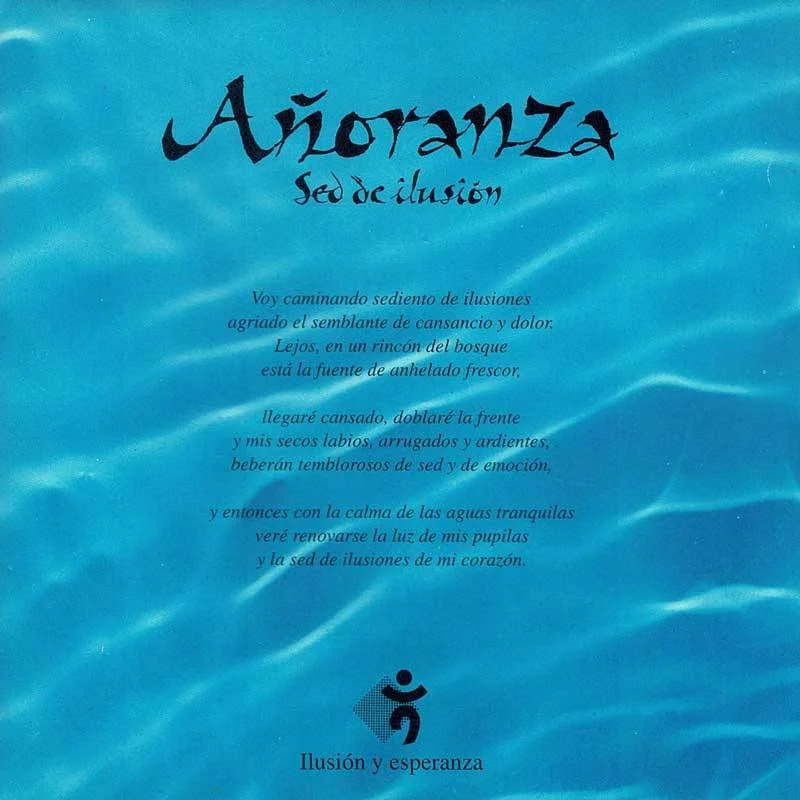 Añoranza
Sed de ilusión
Voy caminando sediento de ilusiones
agriado el semblante de cansancio y dolor.
Lejos, en un rincón del bosque
está la fuente de anhelado frescor,
llegaré cansado, doblaré la frente
y mis secos labios, arrugados y ardientes,
beberán temblorosos de sed y de emoción,
y entonces con la calma de las aguas tranquilas
veré renovarse la luz de mis pupilas
y la sed de ilusiones de mi corazón.
Ilusión y esperanza